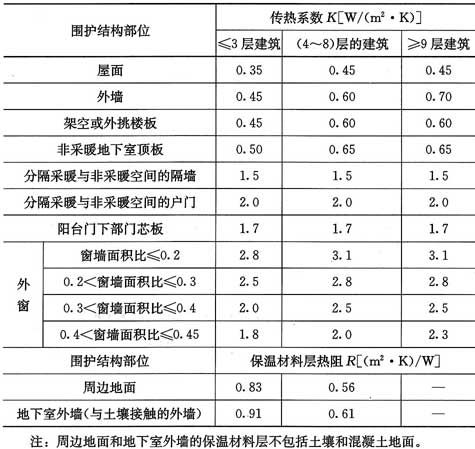 围护结构部位 传热系数 K[W/(m²·K)]
≤3层建筑 (4～8)层的建筑 ≥9层建筑
屋面 0.35 0.45 0.45
外墙 0.45 0.60 0.70
架空或外挑楼板 0.45 0.60 0.60
非采暖地下室顶板 0.50 0.65 0.65
分隔采暖与非采暖空间的隔墙 1.5 1.5 1.5
分隔采暖与非采暖空间的户门 2.0 2.0 2.0
阳台门下部门芯板 1.7 1.7 1.7
外窗 窗墙面积比≤0.2 2.8 3.1 3.1
0.2<窗墙面积比≤0.3 2.5 2.8 2.8
0.3<窗墙面积比≤0.4 2.0 2.5 2.5
0.4<窗墙面积比≤0.45 1.8 2.0 2.3
围护结构部位 保温材料层热阻 R[(m²·K)/W]
周边地面 0.83 0.56 —
地下室外墙(与土壤接触的外墙) 0.91 0.61 —
注：周边地面和地下室外墙的保温材料层不包括土壤和混凝土地面。